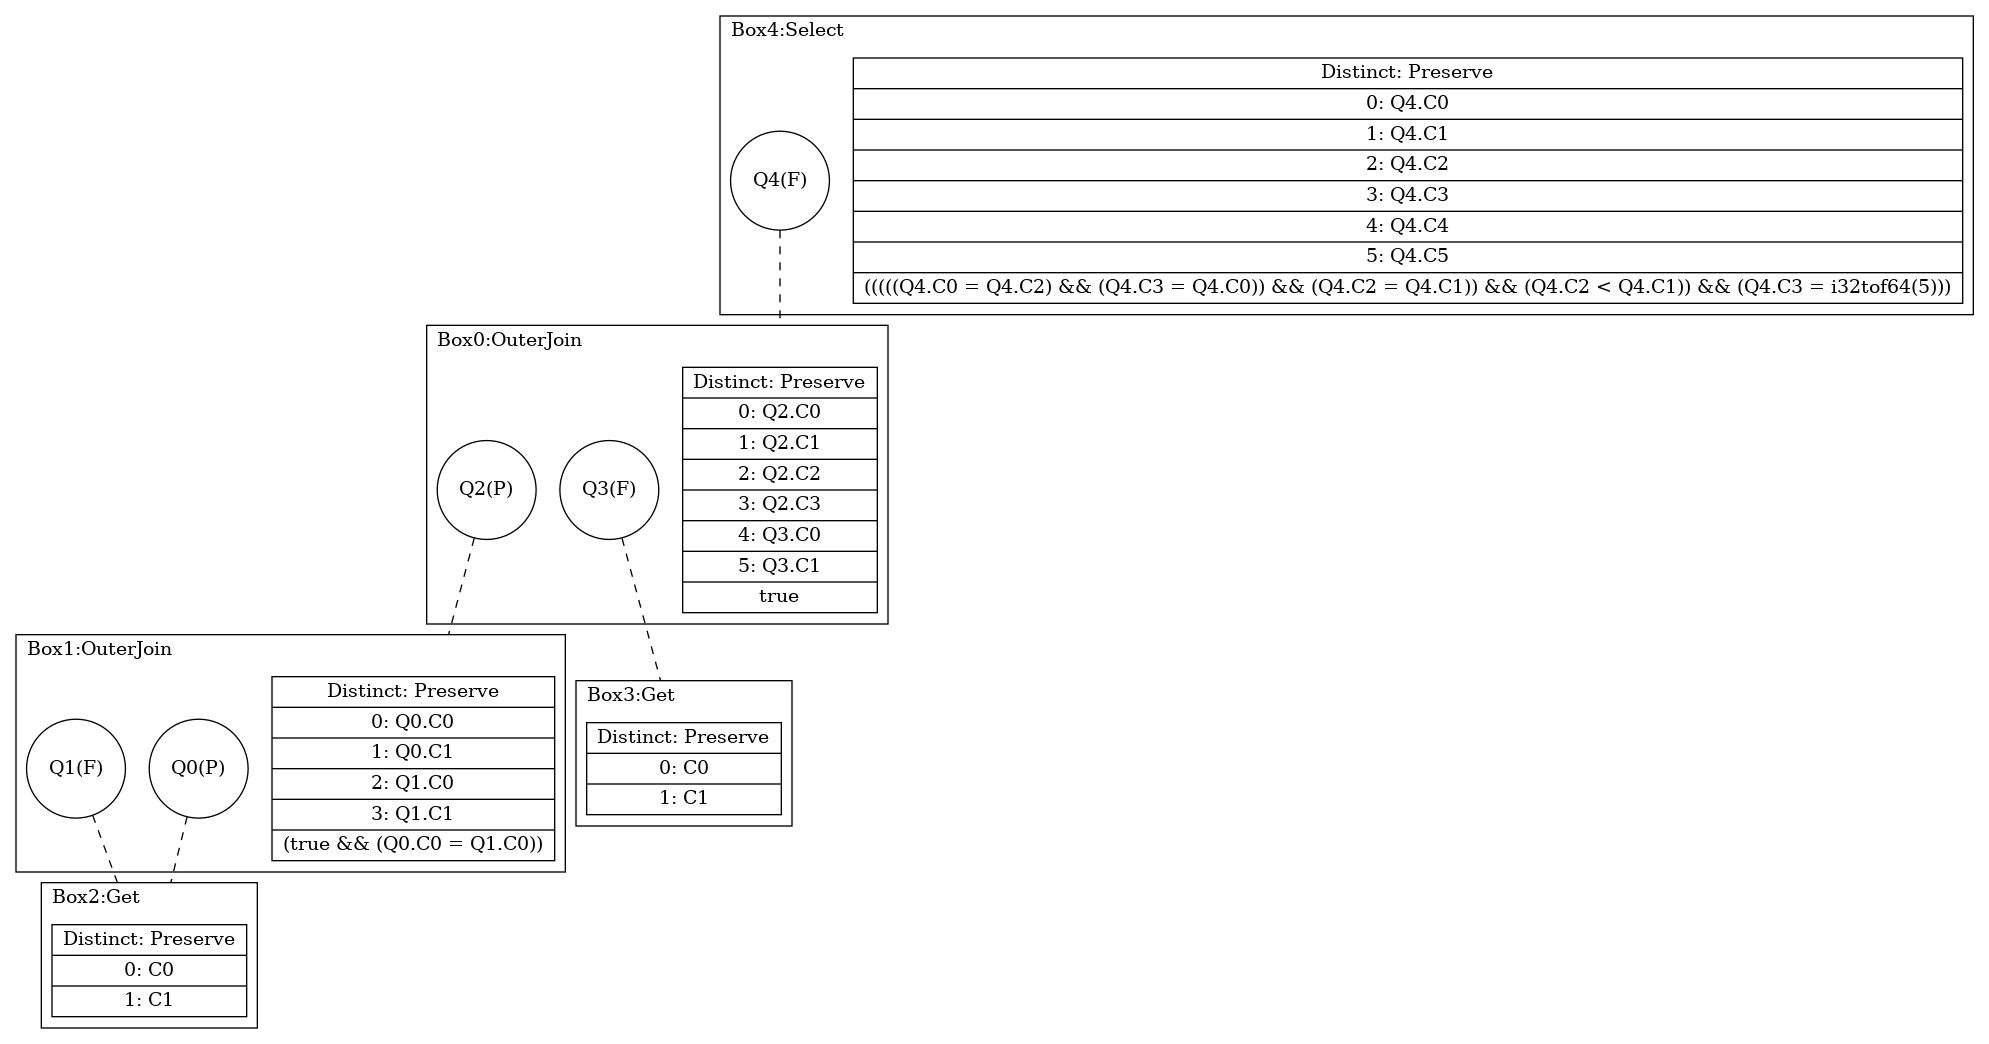 Box4:Select
Distinct: Preserve
0: Q4.C0
1: Q4.C1
2: Q4.C2
3: Q4.C3
4: Q4.C4
5: Q4.C5
(((((Q4.C0 = Q4.C2) && (Q4.C3 = Q4.C0)) && (Q4.C2 = Q4.C1)) && (Q4.C2 < Q4.C1)) && (Q4.C3 = i32tof64(5)))
Q4(F)
Box0:OuterJoin
Q2(P)
Q3(F)
Distinct: Preserve
0: Q2.C0
1: Q2.C1
2: Q2.C2
3: Q2.C3
4: Q3.C0
5: Q3.C1
true
Box1:OuterJoin
Q1(F)
Q0(P)
Distinct: Preserve
0: Q0.C0
1: Q0.C1
2: Q1.C0
3: Q1.C1
(true && (Q0.C0 = Q1.C0))
Box3:Get
Distinct: Preserve
0: C0
1: C1
Box2:Get
Distinct: Preserve
0: C0
1: C1